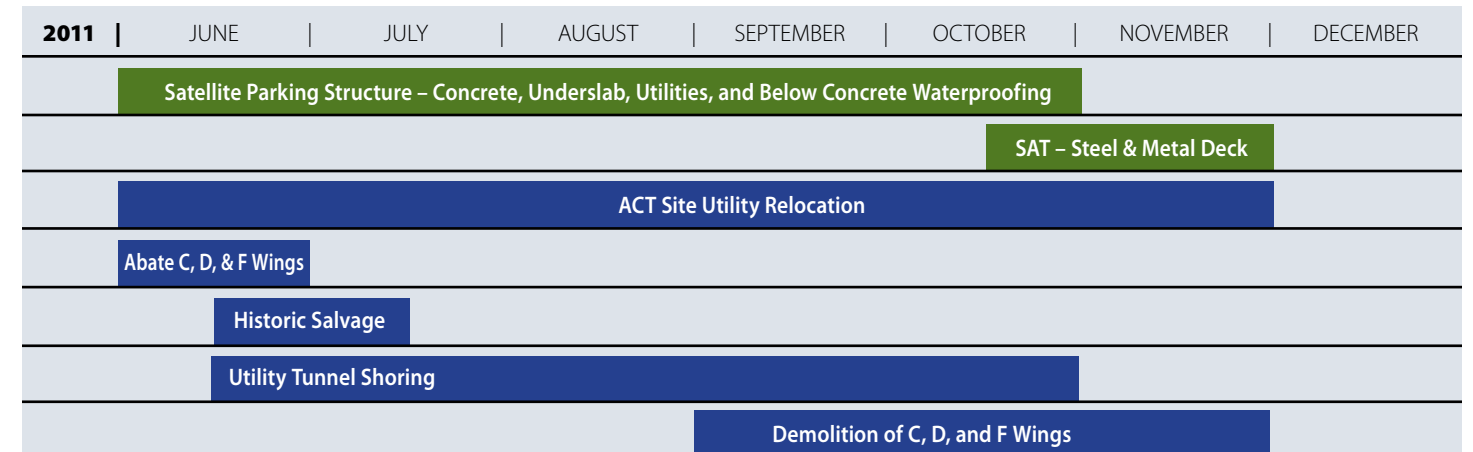 2011 | JUNE | JULY | AUGUST | SEPTEMBER | OCTOBER | NOVEMBER | DECEMBER
Satellite Parking Structure – Concrete, Underslab, Utilities, and Below Concrete Waterproofing
SAT – Steel & Metal Deck
ACT Site Utility Relocation
Abate C, D, & F Wings
Historic Salvage
Utility Tunnel Shoring
Demolition of C, D, and F Wings